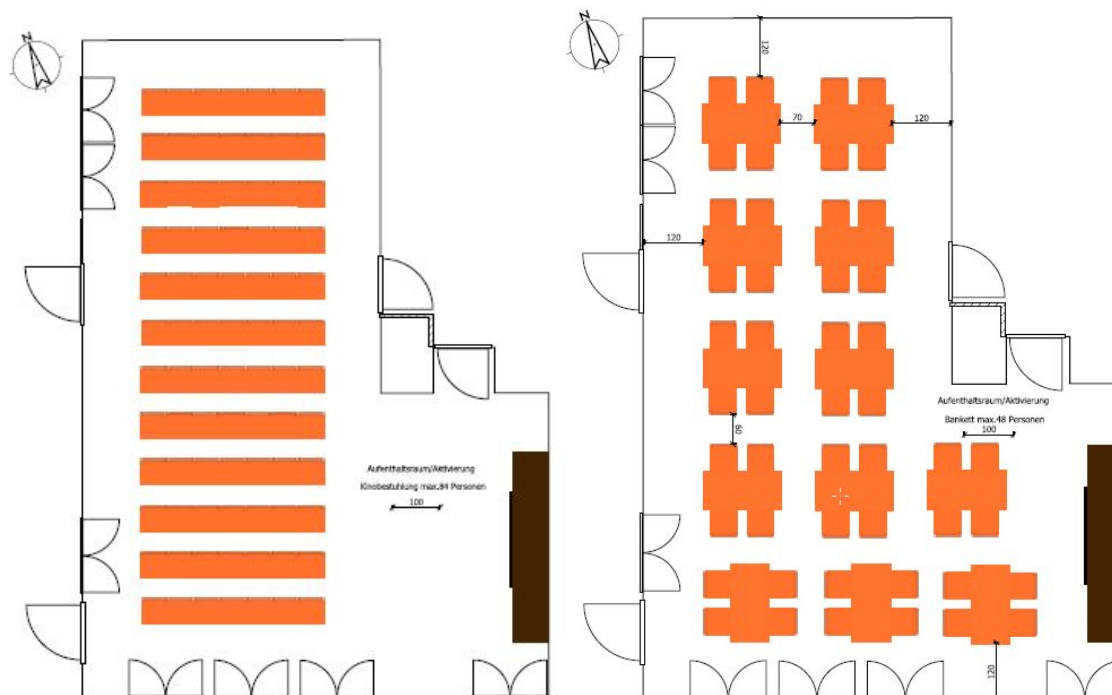 N
Aufenthaltsraum/Aktivierung
Kinobestuhlung max.84 Personen
100
N
120
70
120
120
60
Aufenthaltsraum/Aktivierung
Bankett max.48 Personen
100
120